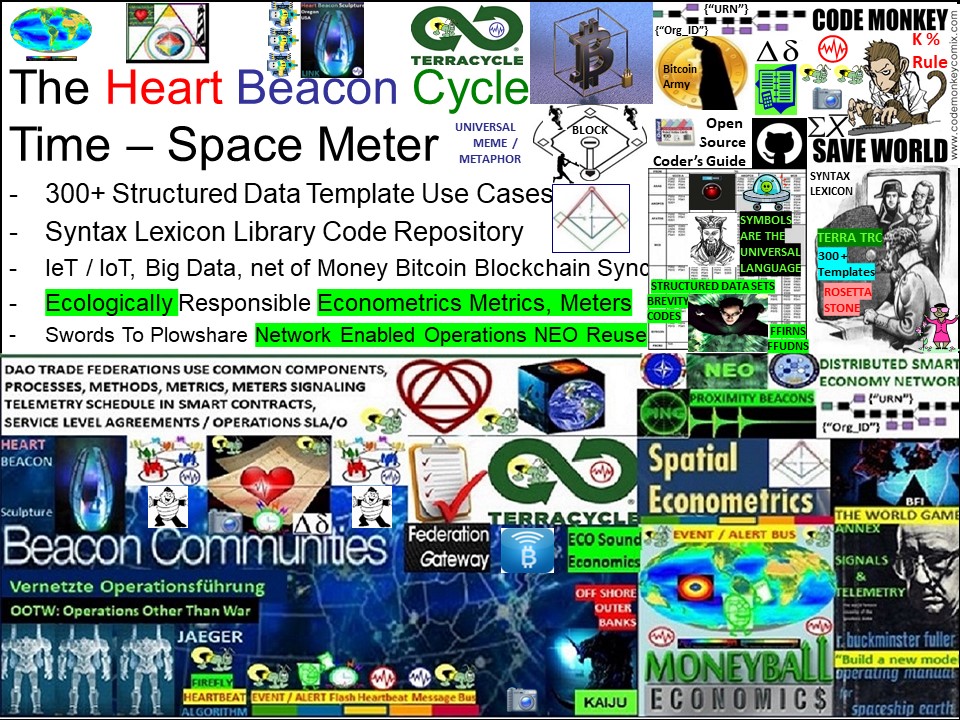 Heart Beacon Sculpture
Oregon
USA
LINK
TERRACYCLE
{"URN"}
{"Org_ID"}
Bitcoin
Army
Δ δ
CODE MONKEY
K %
Rule
www.codemonkeycomix.com
The Heart Beacon Cycle
Time – Space Meter
UNIVERSAL
MEME /
METAPHOR
BLOCK
Open
Source
Coder's Guide
ΣX
SAVE WORLD
- 300+ Structured Data Template Use Cases
- Syntax Lexicon Library Code Repository
- IeT / IoT, Big Data, net of Money Bitcoin Blockchain Sync
- Ecologically Responsible Econometrics Metrics, Meters
- Swords To Plowshare Network Enabled Operations NEO Reuse
SYNTAX
LEXICON
SYMBOLS
ARE THE
UNIVERSAL
LANGUAGE
STRUCTURED DATA SETS
BREVITY
CODES
FFIRNS
FFUDNS
TERRA TRC
300 +
Templates
ROSETTA
STONE
DAO TRADE FEDERATIONS USE COMMON COMPONENTS,
PROCESSES, METHODS, METRICS, METERS SIGNALING
TELEMETRY SCHEDULE IN SMART CONTRACTS,
SERVICE LEVEL AGREEMENTS / OPERATIONS SLA/O
NEO
PING
PROXIMITY BEACONS
DISTRIBUTED SMART
ECONOMY NETWORK
{"URN"}
{"Org_ID"}
HEART
BEACON
Sculpture
Δ δ
TERRACYCLE
Spatial
Econometrics
BFI
THE WORLD GAME
Beacon Communities
Federation
Gateway
ECO Sound
Economics
EVENT / ALERT BUS
ANNEX
SIGNALS
&
TELEMETRY
Vernetzte Operationsführung
OOTW: Operations Other Than War
OFF SHORE
OUTER
BANKS
JAEGER
FIREFLY
HEARTBEAT
ALGORITHM
EVENT / ALERT Flash Heartbeat Message Bus
KAIJU
MONEYBALL
ECONOMIC$
r. buckminster fuller
"Build a new model
operating manual
for
spaceship earth